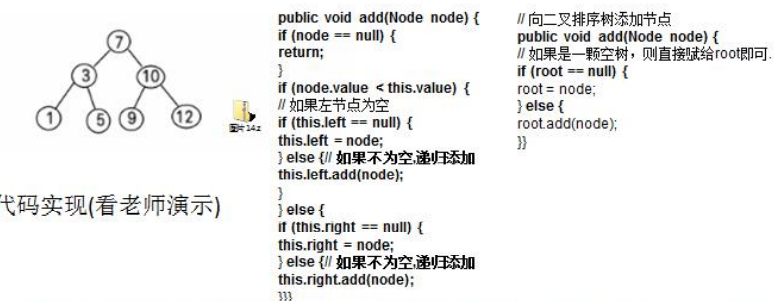 7
3
10
1
5
9
12
图片14.z
代码实现(看老师演示)
public void add(Node node) {
if (node == null) {
return;
}
if (node.value < this.value) {
// 如果左节点为空
if (this.left == null) {
this.left = node;
} else {// 如果不为空,递归添加
this.left.add(node);
}
} else {
if (this.right == null) {
this.right = node;
} else {// 如果不为空,递归添加
this.right.add(node);
}}}
// 向二叉排序树添加节点
public void add(Node node) {
// 如果是一颗空树，则直接赋给root即可.
if (root == null) {
root = node;
} else {
root.add(node);
}}